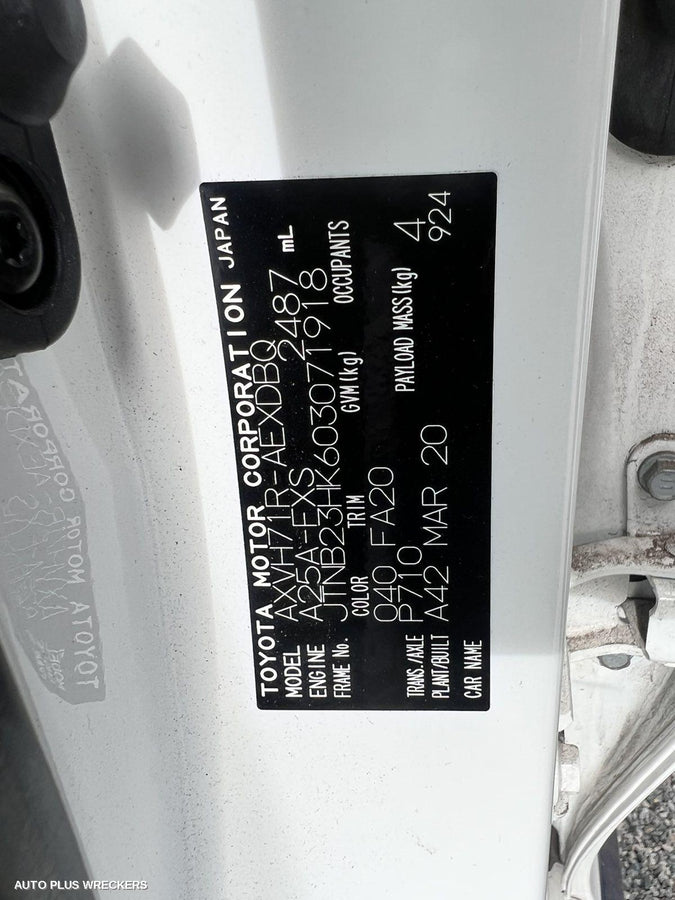 TOYOTA MOTOR CORPORATION JAPAN
MODEL AXVH71R-AEXDBQ
ENGINE A25A-FXS 2487 mL
FRAME No. JTNB23HK603071918
COLOR TRIM GVM(kg) OCCUPANTS
040 FA20
TRANS./AXLE P710 PAYLOAD MASS(kg) 4
PLANT/BUILT A42 MAR 20 924
CAR NAME
AUTO PLUS WRECKERS